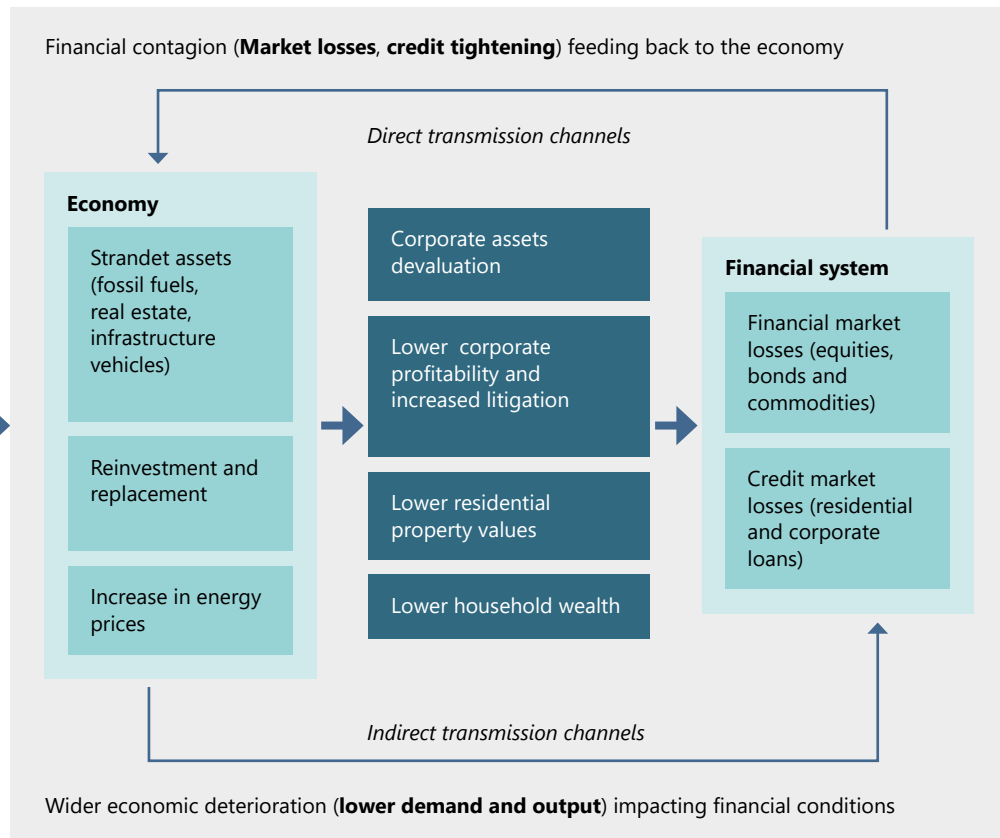 Financial contagion (Market losses, credit tightening) feeding back to the economy
Direct transmission channels
Economy
Strandet assets
(fossil fuels,
real estate,
infrastructure
vehicles)
Reinvestment and
replacement
Increase in energy
prices
Corporate assets
devaluation
Lower corporate
profitability and
increased litigation
Lower residential
property values
Lower household wealth
Financial system
Financial market
losses (equities,
bonds and
commodities)
Credit market
losses (residential
and corporate
loans)
Indirect transmission channels
Wider economic deterioration (lower demand and output) impacting financial conditions